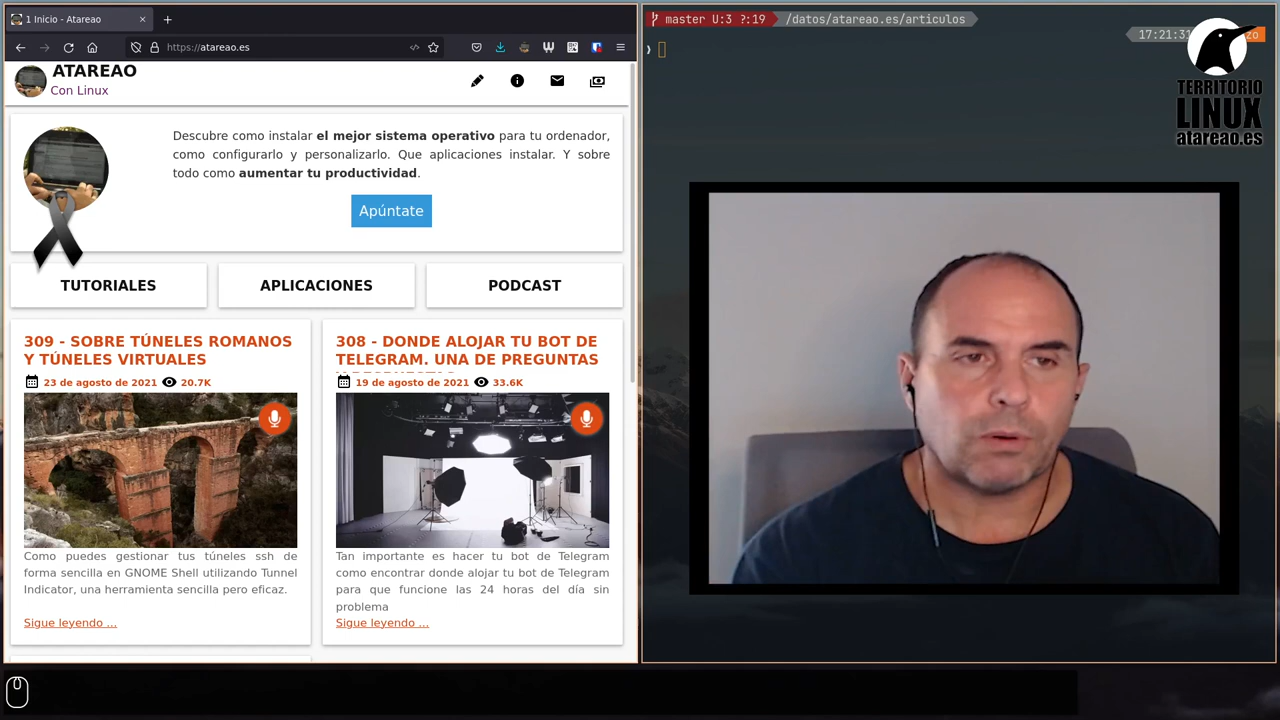 1 Inicio - Atareao
https://atareao.es
ATAREAO
Con Linux
Descubre como instalar el mejor sistema operativo para tu ordenador,
como configurarlo y personalizarlo. Que aplicaciones instalar. Y sobre
todo como aumentar tu productividad.
Apúntate
TUTORIALES
APLICACIONES
PODCAST
309 - SOBRE TÚNELES ROMANOS
Y TÚNELES VIRTUALES
23 de agosto de 2021 20.7K
Como puedes gestionar tus túneles ssh de
forma sencilla en GNOME Shell utilizando Tunnel
Indicator, una herramienta sencilla pero eficaz.
Sigue leyendo ...
308 - DONDE ALOJAR TU BOT DE
TELEGRAM. UNA DE PREGUNTAS
19 de agosto de 2021 33.6K
Tan importante es hacer tu bot de Telegram
como encontrar donde alojar tu bot de Telegram
para que funcione las 24 horas del día sin
problema
Sigue leyendo ...
master U:3 ?:19 /datos/atareao.es/articulos
17:21:31
zo
TERRITORIO
LINUX
atareao.es